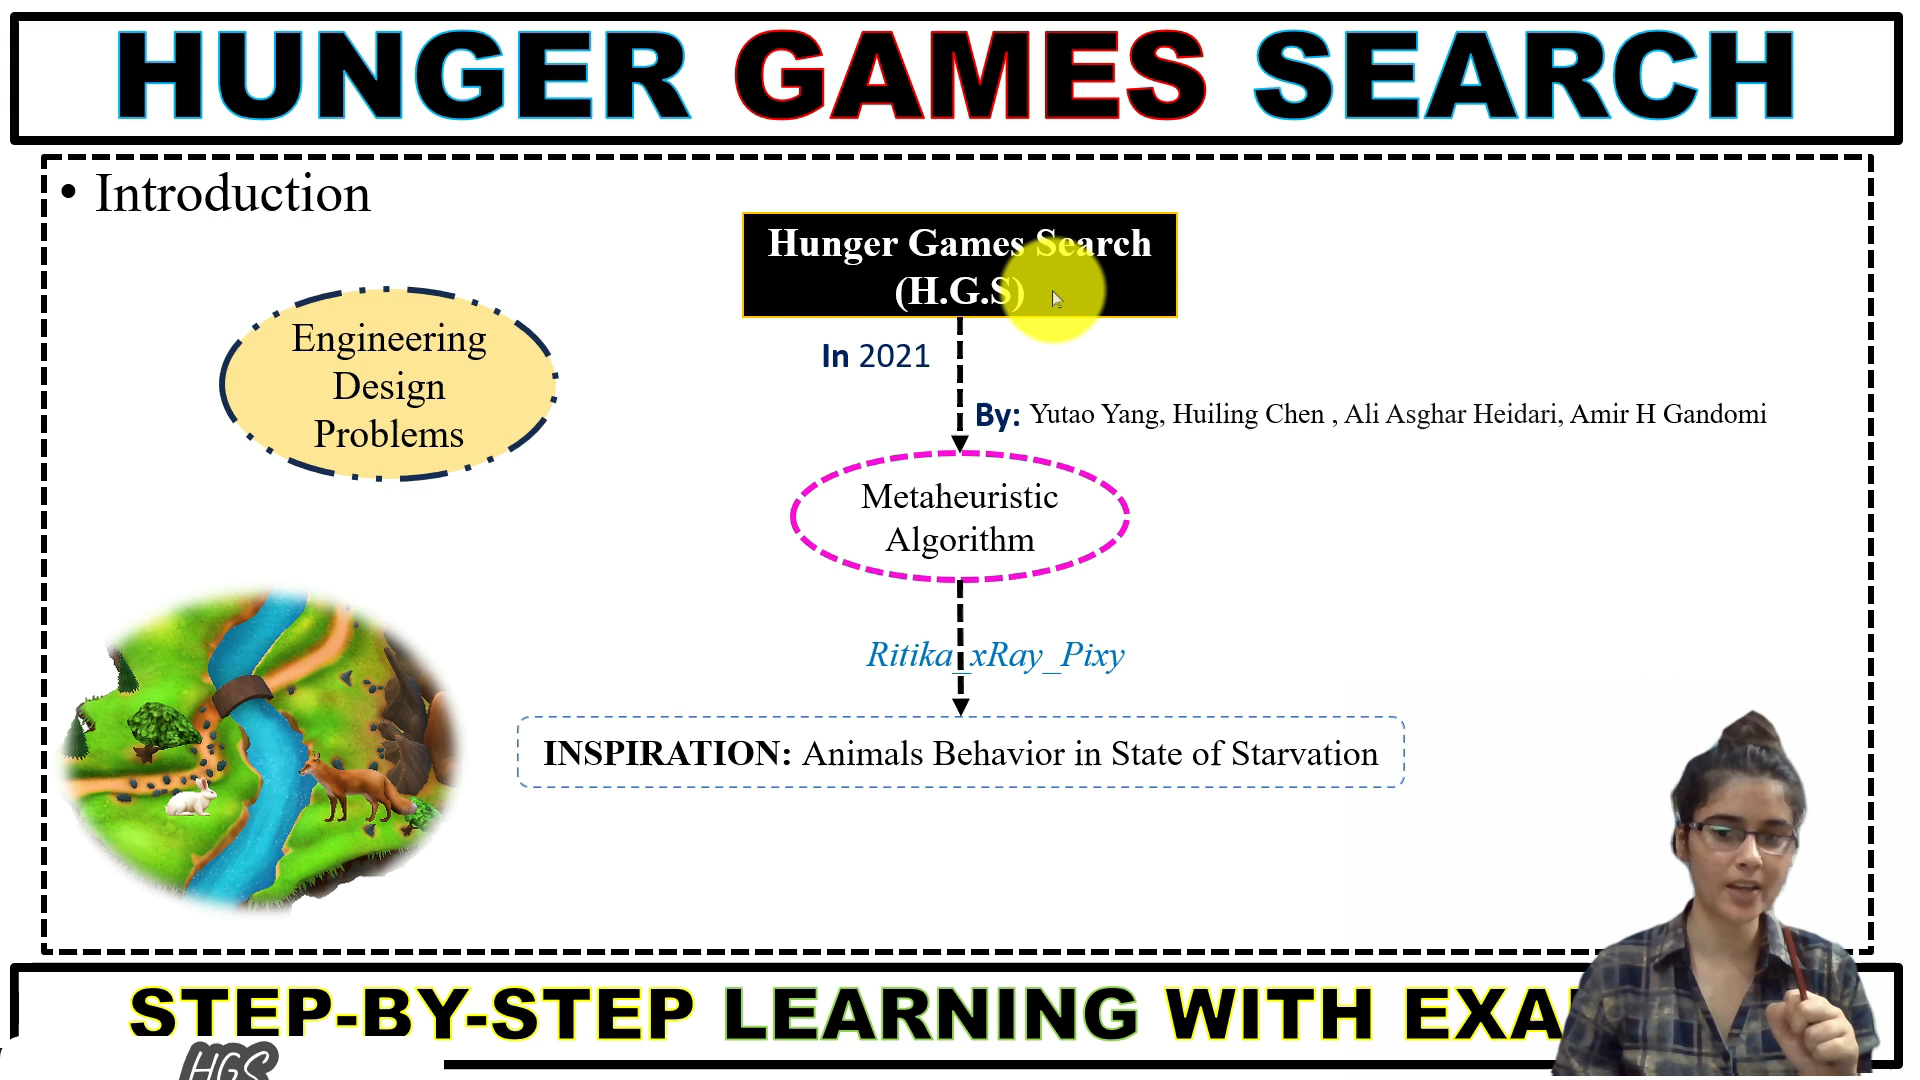 HUNGER GAMES SEARCH
• Introduction
Hunger Games Search
(H.G.S)
Engineering
Design
Problems
In 2021
By: Yutao Yang, Huiling Chen , Ali Asghar Heidari, Amir H Gandomi
Metaheuristic
Algorithm
Ritika_xRay_Pixy
INSPIRATION: Animals Behavior in State of Starvation
STEP-BY-STEP LEARNING WITH EXA
HGS